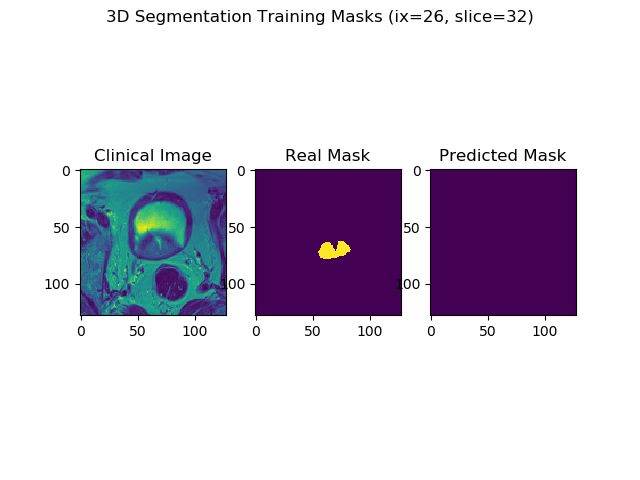 3D Segmentation Training Masks (ix=26, slice=32)
Clinical Image Real Mask Predicted Mask
0 0 0
50 50 50
100 100 100
0 50 100 0 50 100 0 50 100